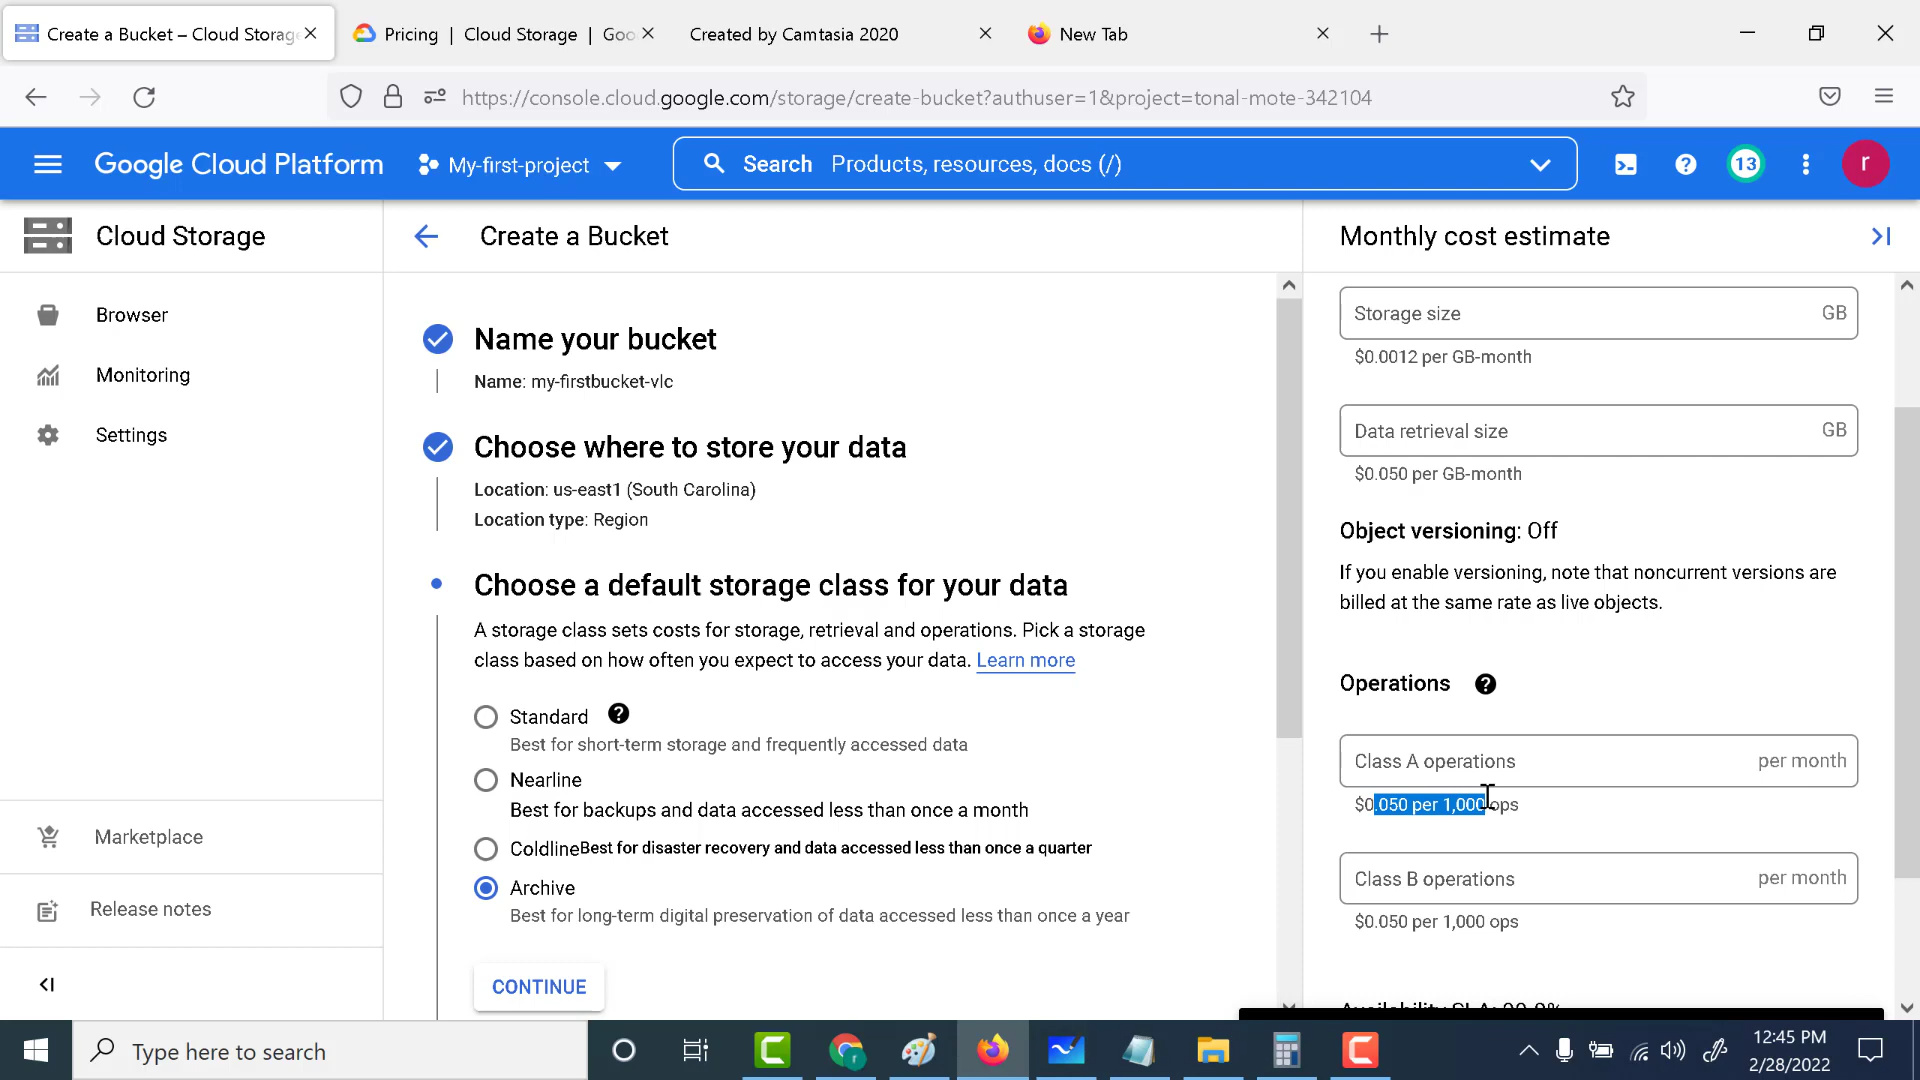 Create a Bucket – Cloud Storag
Pricing | Cloud Storage | Goo
Created by Camtasia 2020
New Tab
https://console.cloud.google.com/storage/create-bucket?authuser=1&project=tonal-mote-342104
Google Cloud Platform
My-first-project
Search Products, resources, docs (/)
13
r
Cloud Storage
Browser
Monitoring
Settings
Marketplace
Release notes
Create a Bucket
Name your bucket
Name: my-firstbucket-vlc
Choose where to store your data
Location: us-east1 (South Carolina)
Location type: Region
Choose a default storage class for your data
A storage class sets costs for storage, retrieval and operations. Pick a storage
class based on how often you expect to access your data. Learn more
Standard
Best for short-term storage and frequently accessed data
Nearline
Best for backups and data accessed less than once a month
ColdlineBest for disaster recovery and data accessed less than once a quarter
Archive
Best for long-term digital preservation of data accessed less than once a year
CONTINUE
Monthly cost estimate
Storage size GB
$0.0012 per GB-month
Data retrieval size GB
$0.050 per GB-month
Object versioning: Off
If you enable versioning, note that noncurrent versions are
billed at the same rate as live objects.
Operations
Class A operations per month
$0.050 per 1,000 ops
Class B operations per month
$0.050 per 1,000 ops
Availability SLA: 99.9%
Type here to search
12:45 PM
2/28/2022